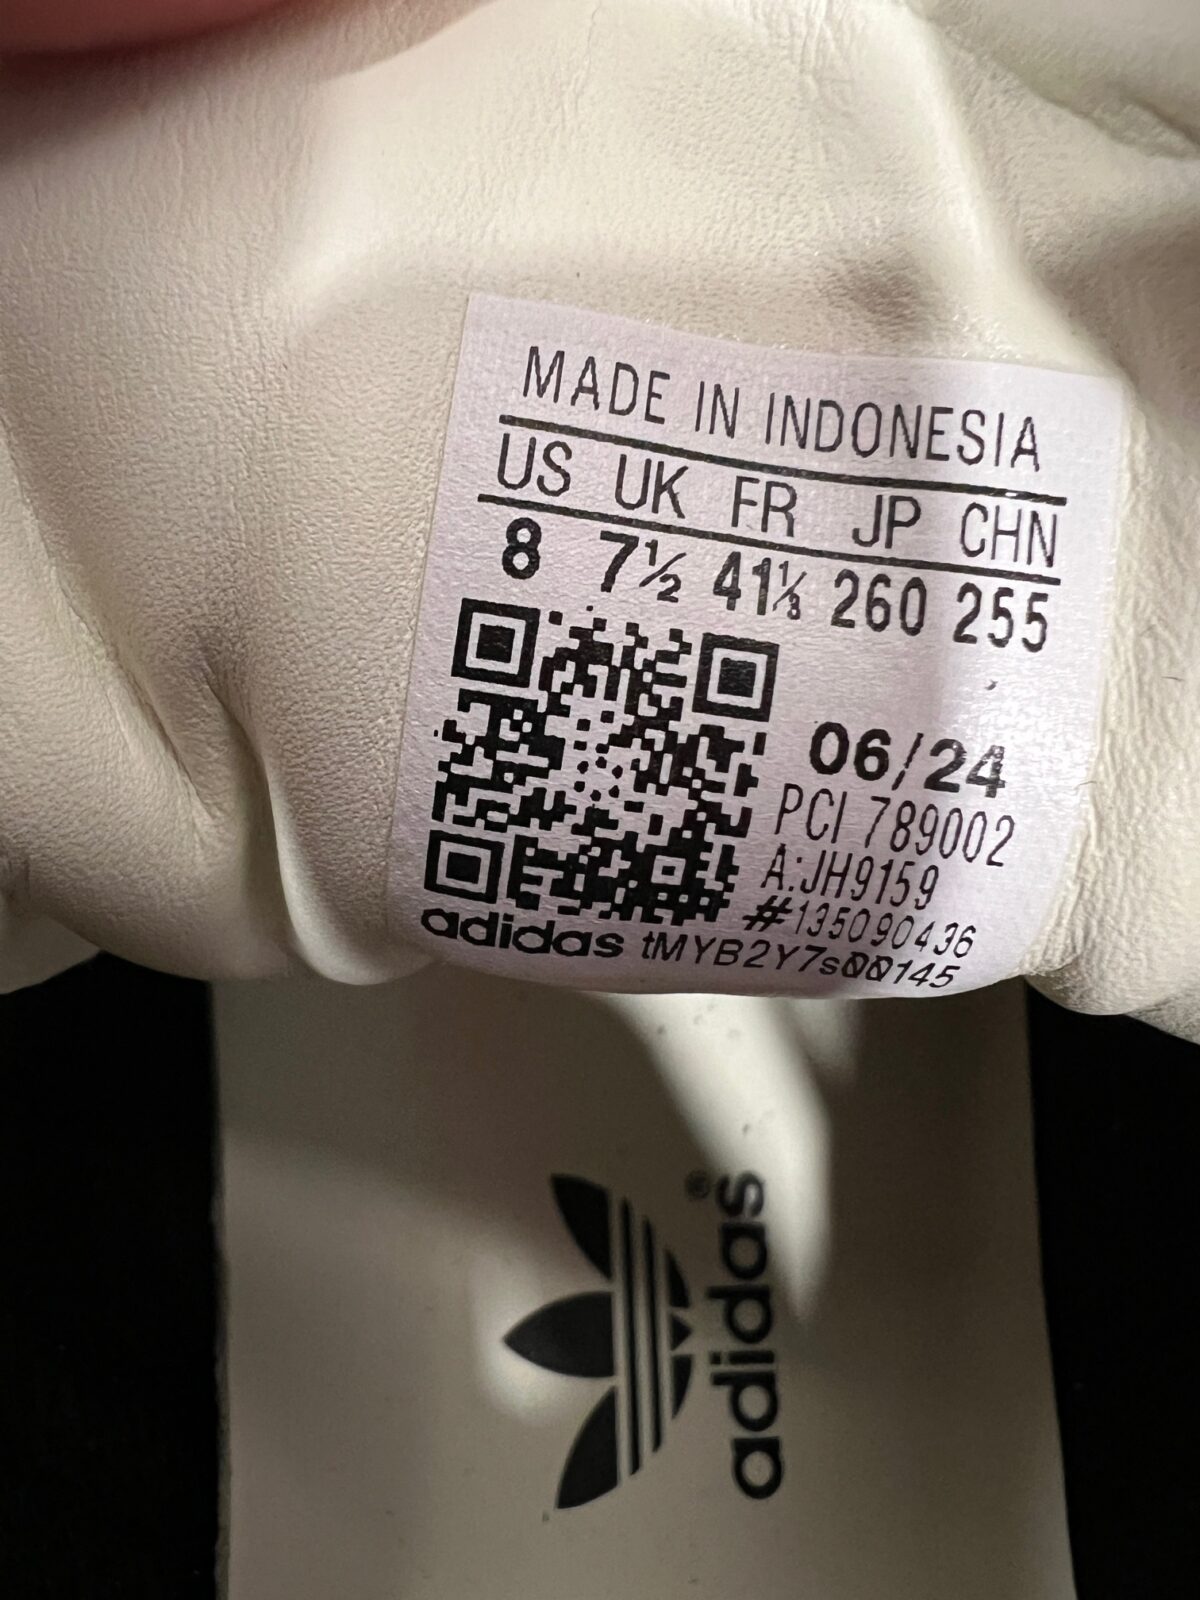 MADE IN INDONESIA
US UK FR JP CHN
8 7½ 41⅓ 260 255
06/24
PCI 789002
A:JH9159
#135090436
adidas tMYB2Y7s00145
adidas®